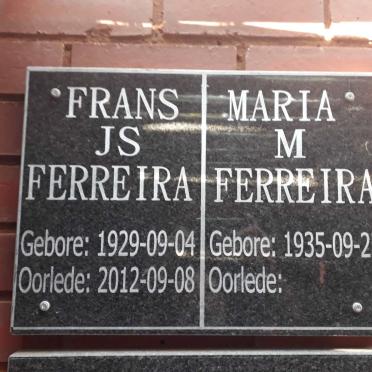 FRANS
JS
FERREIRA
Gebore: 1929-09-04
Oorlede: 2012-09-08
MARIA
M
FERREIRA
Gebore: 1935-09-2
Oorlede: